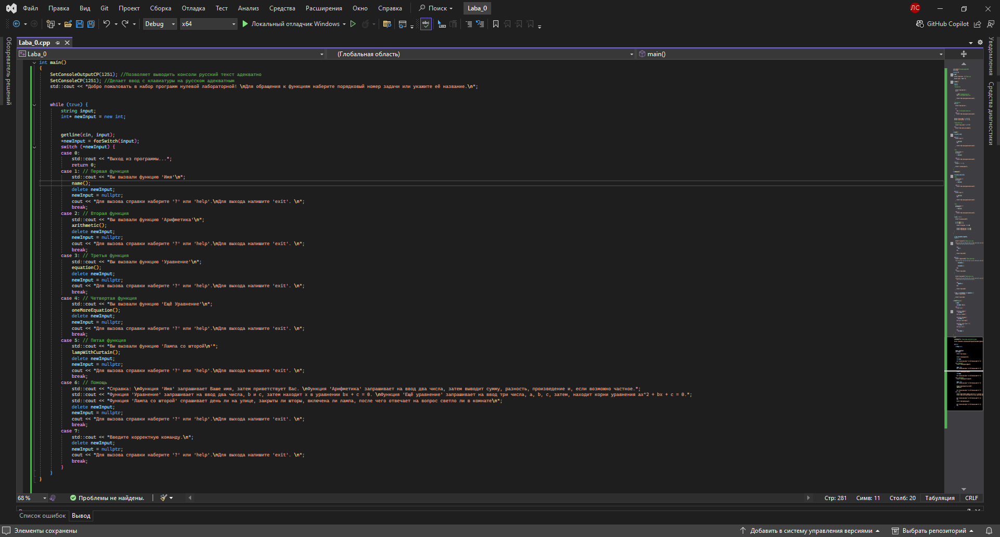 Файл Правка Вид Git Проект Сборка Отладка Тест Анализ Средства Расширения Окно Справка Поиск Laba_0 ЛС
Debug x64 Локальный отладчик Windows abc GitHub Copilot
Обозреватель решений
Уведомления
Средства диагностики
Laba_0.cpp
Laba_0 (Глобальная область) main()
int main()
{
SetConsoleOutputCP(1251); //Позволяет выводить консоли русский текст адекватно
SetConsoleCP(1251); //Делает ввод с клавиатуры на русском адекватным
std::cout << "Добро пожаловать в набор программ нулевой лабораторной! \nДля обращения к функциям наберите порядковый номер задачи или укажите её название.\n";
while (true) {
string input;
int* newInput = new int;
getline(cin, input);
*newInput = forSwitch(input);
switch (*newInput) {
case 0:
std::cout << "Выход из программы...";
return 0;
case 1: // Первая функция
std::cout << "Вы вызвали функцию 'Имя'\n";
name();
delete newInput;
newInput = nullptr;
cout << "Для вызова справки наберите '?' или 'help'.\nДля выхода напишите 'exit'. \n";
break;
case 2: // Вторая функция
std::cout << "Вы вызвали функцию 'Арифметика'\n";
arithmetic();
delete newInput;
newInput = nullptr;
cout << "Для вызова справки наберите '?' или 'help'.\nДля выхода напишите 'exit'. \n";
break;
case 3: // Третья функция
std::cout << "Вы вызвали функцию 'Уравнение'\n";
equation();
delete newInput;
newInput = nullptr;
cout << "Для вызова справки наберите '?' или 'help'.\nДля выхода напишите 'exit'. \n";
break;
case 4: // Четвертая функция
std::cout << "Вы вызвали функцию 'Ещё Уравнение'\n";
oneMoreEquation();
delete newInput;
newInput = nullptr;
cout << "Для вызова справки наберите '?' или 'help'.\nДля выхода напишите 'exit'. \n";
break;
case 5: // Пятая функция
std::cout << "Вы вызвали функцию 'Лампа со шторой\n'";
lampWithCurtain();
delete newInput;
newInput = nullptr;
cout << "Для вызова справки наберите '?' или 'help'.\nДля выхода напишите 'exit'. \n";
break;
case 6: // Помощь
std::cout << "Справка: \nФункция 'Имя' запрашивает Ваше имя, затем приветствует Вас. \nФункция 'Арифметика' запрашивает на ввод два числа, затем выводит сумму, разность, произведение и, если возможно частное.";
std::cout << "Функция 'Уравнение' запрашивает на ввод два числа, b и c, затем находит x в уравнении bx + c = 0. \nФункция 'Ещё уравнение' запрашивает на ввод три числа, a, b, c, затем, находит корни уравнения ax^2 + bx + c = 0.";
std::cout << "Функция 'Лампа со шторой' спрашивает день ли на улице, закрыты ли шторы, включена ли лампа, после чего отвечает на вопрос светло ли в комнате\n";
delete newInput;
newInput = nullptr;
cout << "Для вызова справки наберите '?' или 'help'.\nДля выхода напишите 'exit'. \n";
break;
case 7:
std::cout << "Введите корректную команду.\n";
delete newInput;
newInput = nullptr;
cout << "Для вызова справки наберите '?' или 'help'.\nДля выхода напишите 'exit'. \n";
break;
}
}
}
68 % Проблемы не найдены. Стр: 281 Симв: 11 Столб: 20 Табуляция CRLF
Список ошибок Вывод
Элементы сохранены Добавить в систему управления версиями Выбрать репозиторий